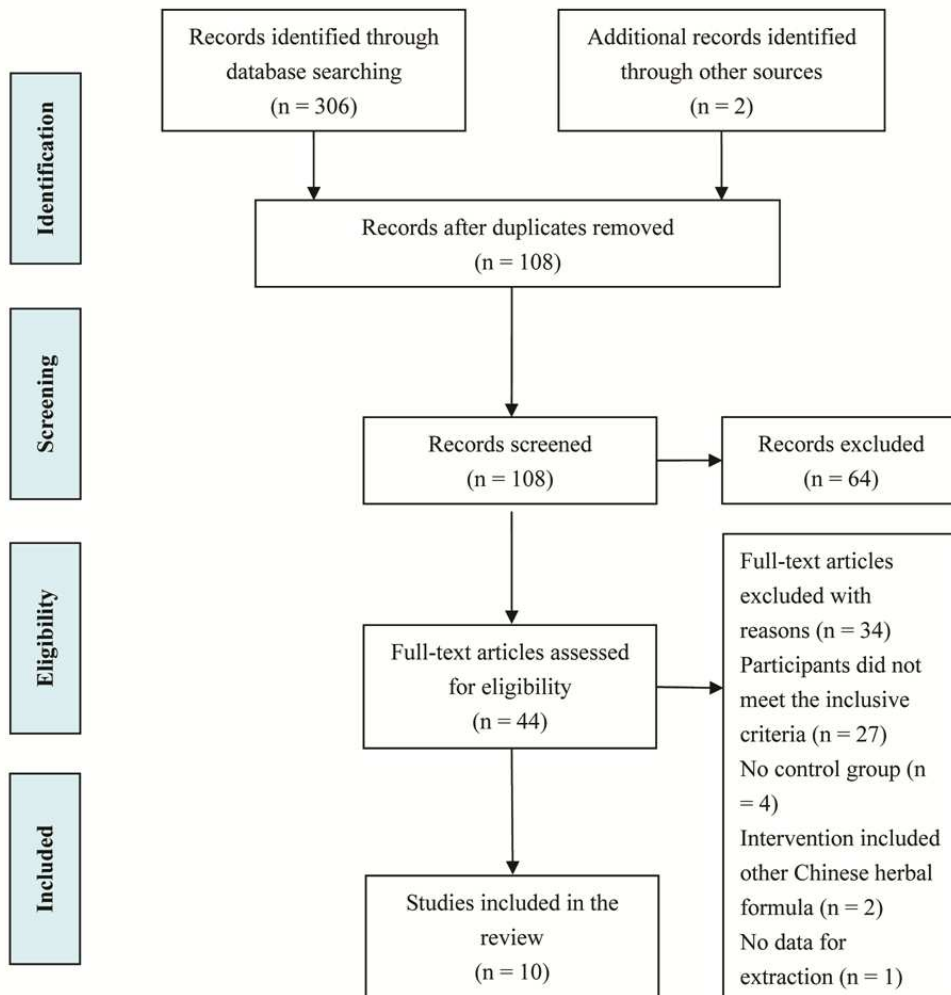 Records identified through
database searching
(n = 306)
Additional records identified
through other sources
(n = 2)
Identification
Records after duplicates removed
(n = 108)
Screening
Records screened
(n = 108)
Records excluded
(n = 64)
Eligibility
Full-text articles assessed
for eligibility
(n = 44)
Full-text articles
excluded with
reasons (n = 34)
Participants did not
meet the inclusive
criteria (n = 27)
No control group (n
= 4)
Intervention included
other Chinese herbal
formula (n = 2)
No data for
extraction (n = 1)
Included
Studies included in the
review
(n = 10)